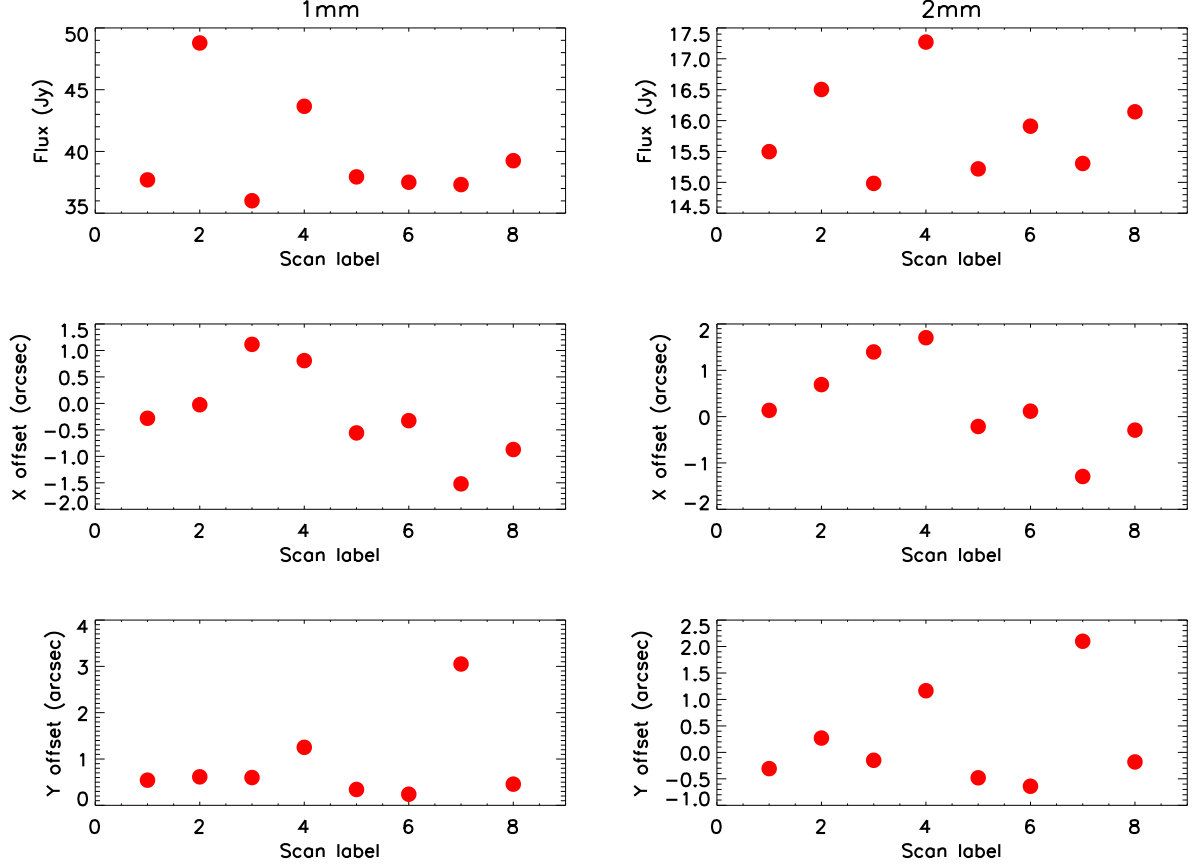 1mm
2mm
Flux (Jy)
50
45
40
35
0 2 4 6 8
Scan label
Flux (Jy)
17.5
17.0
16.5
16.0
15.5
15.0
14.5
0 2 4 6 8
Scan label
X offset (arcsec)
1.5
1.0
0.5
0.0
−0.5
−1.0
−1.5
−2.0
0 2 4 6 8
Scan label
X offset (arcsec)
2
1
0
−1
−2
0 2 4 6 8
Scan label
Y offset (arcsec)
4
3
2
1
0
0 2 4 6 8
Scan label
Y offset (arcsec)
2.5
2.0
1.5
1.0
0.5
0.0
−0.5
−1.0
0 2 4 6 8
Scan label